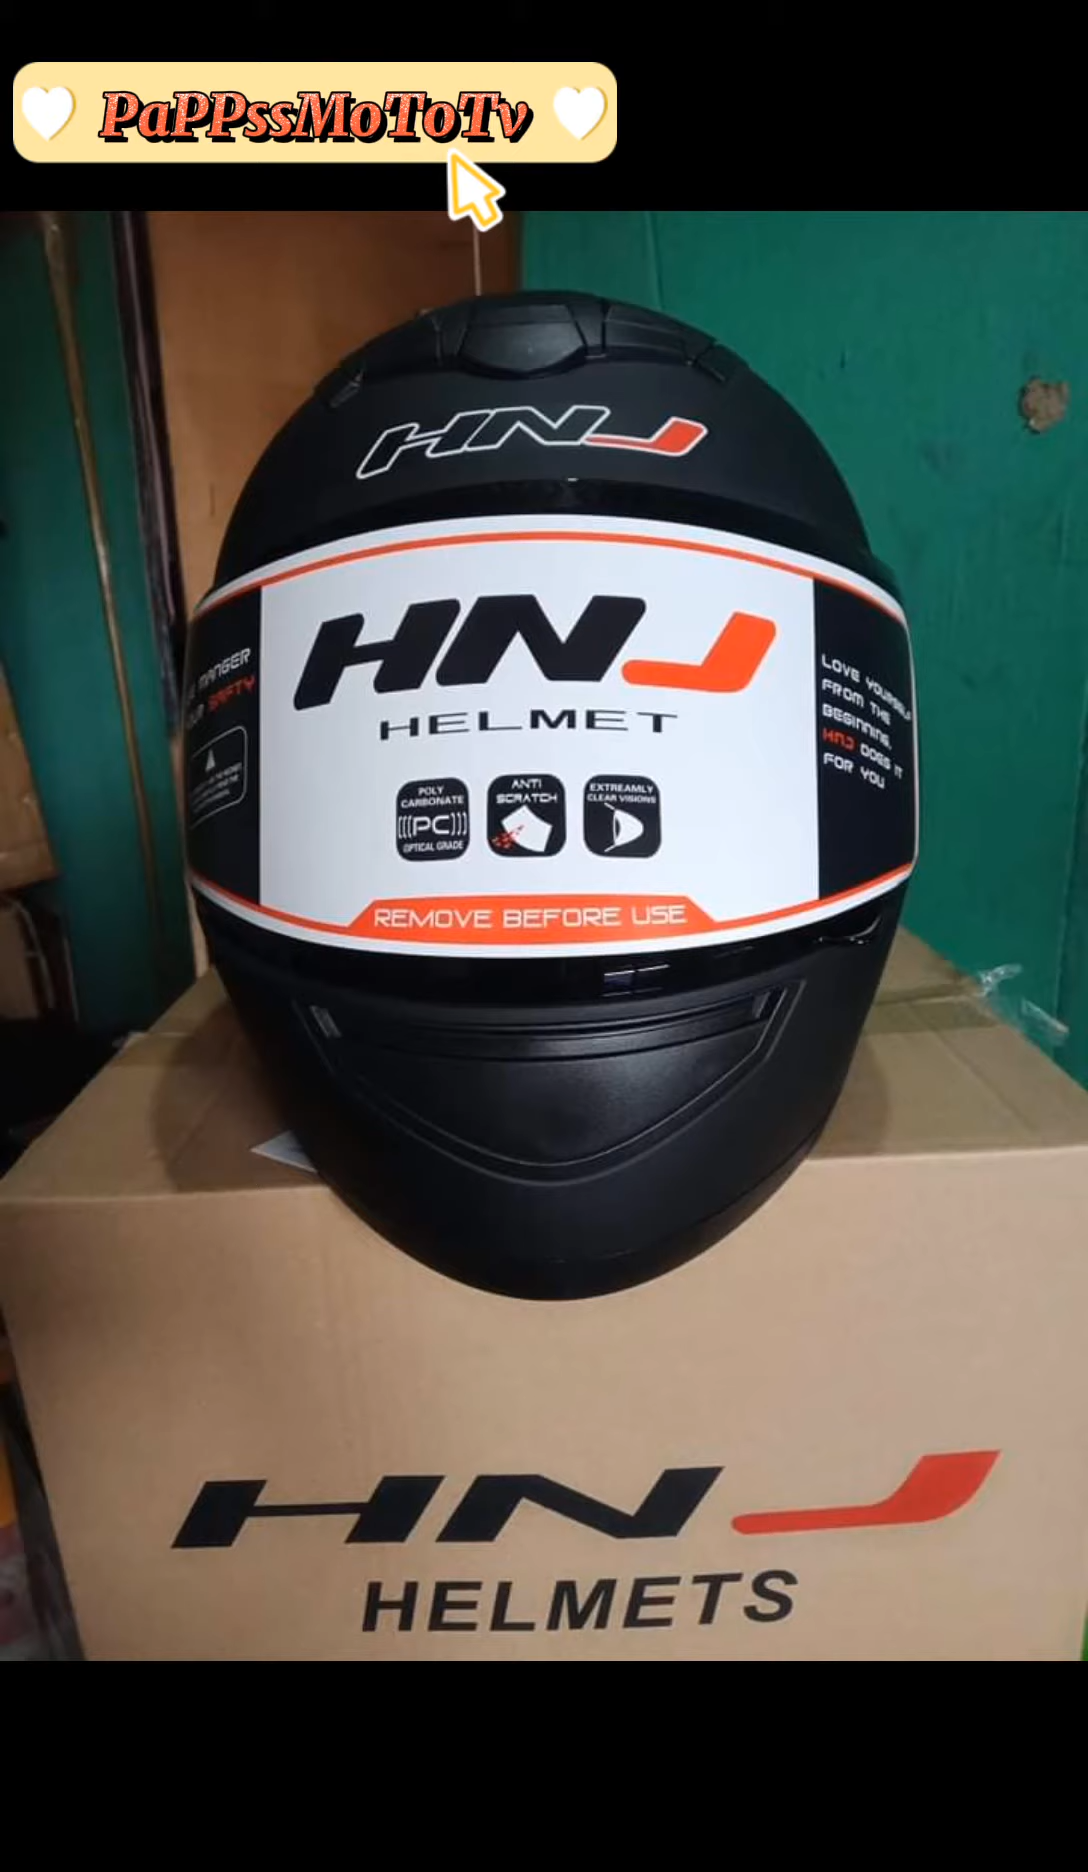 PaPPssMoToTv
HNJ
HNJ
HELMET
MANGER
SAFTY
POLY
CARBONATE
(((PC)))
OPTICAL GRADE
ANTI
SCRATCH
EXTREAMLY
CLEAR VISIONS
REMOVE BEFORE USE
LOVE YOURSELF
FROM THE
BEGINNING,
HNJ DOES IT
FOR YOU
HNJ
HELMETS